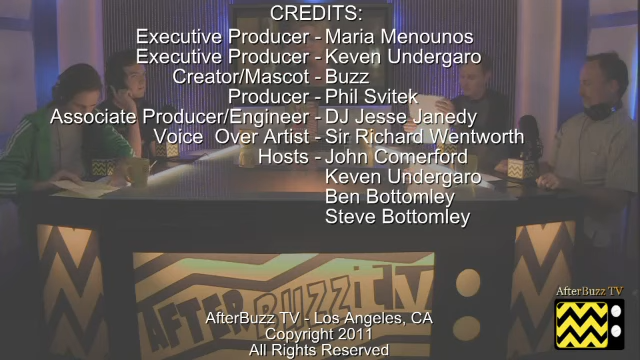 CREDITS:
Executive Producer - Maria Menounos
Executive Producer - Keven Undergaro
Creator/Mascot - Buzz
Producer - Phil Svitek
Associate Producer/Engineer - DJ Jesse Janedy
Voice Over Artist - Sir Richard Wentworth
Hosts - John Comerford
Keven Undergaro
Ben Bottomley
Steve Bottomley
AFTERBUZZ TV
AfterBuzz TV
AfterBuzz TV - Los Angeles, CA
Copyright 2011
All Rights Reserved